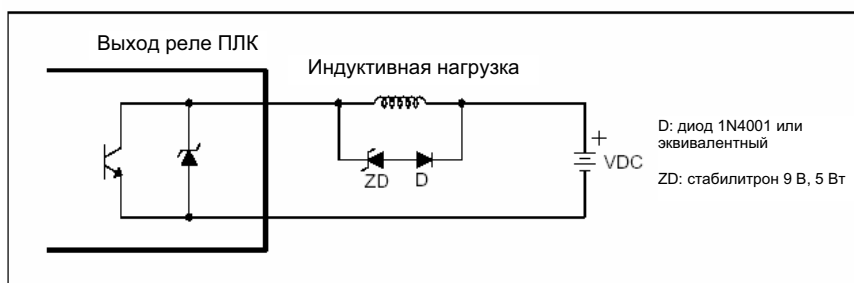 Выход реле ПЛК
Индуктивная нагрузка
D: диод 1N4001 или
эквивалентный
+
VDC
ZD: стабилитрон 9 В, 5 Вт
ZD
D